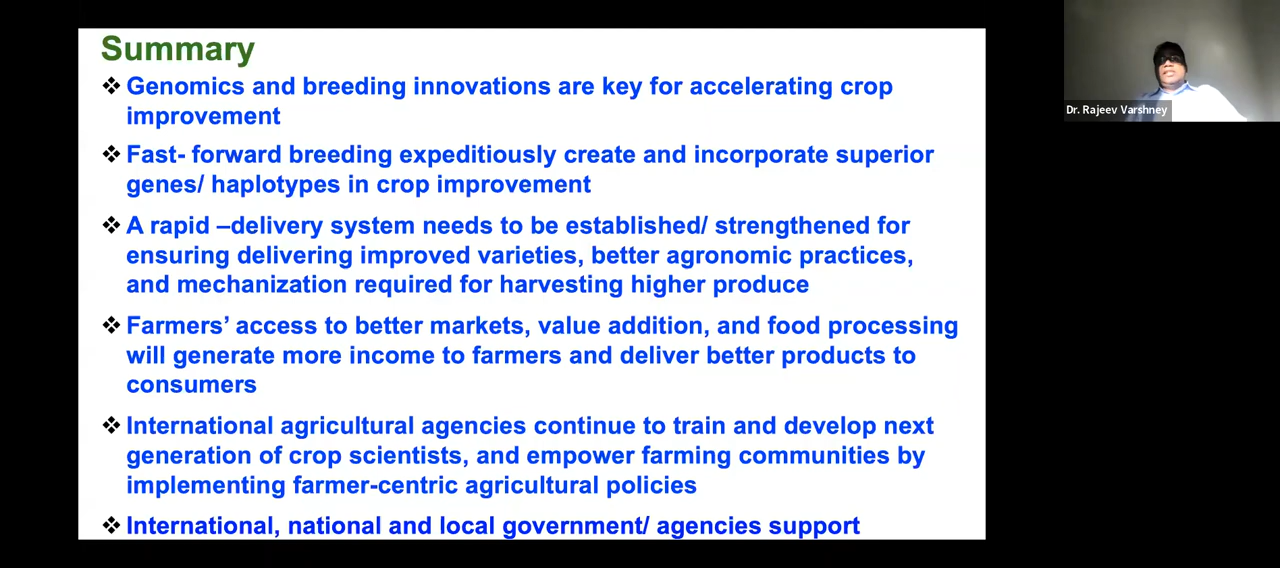 Summary
❖ Genomics and breeding innovations are key for accelerating crop
improvement
❖ Fast- forward breeding expeditiously create and incorporate superior
genes/ haplotypes in crop improvement
❖ A rapid –delivery system needs to be established/ strengthened for
ensuring delivering improved varieties, better agronomic practices,
and mechanization required for harvesting higher produce
❖ Farmers’ access to better markets, value addition, and food processing
will generate more income to farmers and deliver better products to
consumers
❖ International agricultural agencies continue to train and develop next
generation of crop scientists, and empower farming communities by
implementing farmer-centric agricultural policies
❖ International, national and local government/ agencies support
Dr. Rajeev Varshney